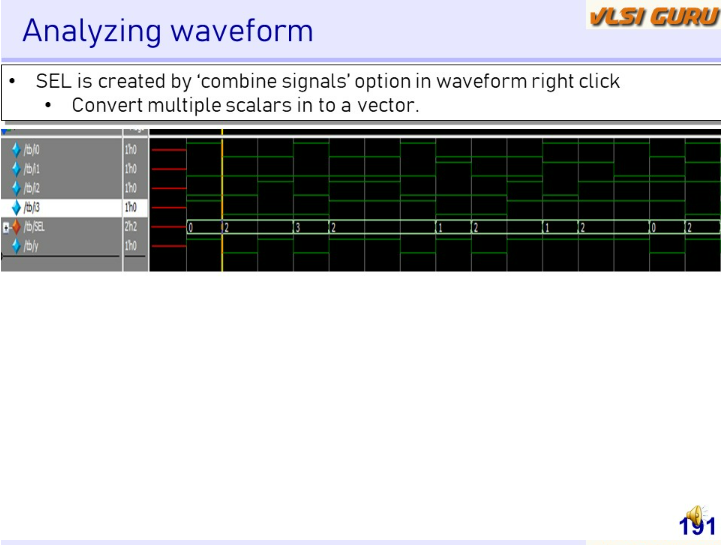 Analyzing waveform
VLSI GURU
• SEL is created by ‘combine signals’ option in waveform right click
• Convert multiple scalars in to a vector.
/tb/i0 1'h0
/tb/i1 1'h0
/tb/i2 1'h0
/tb/i3 1'h0
/tb/SEL 2'h2 0 2 3 2 1 2 1 2 0 2
/tb/y 1'h0
191